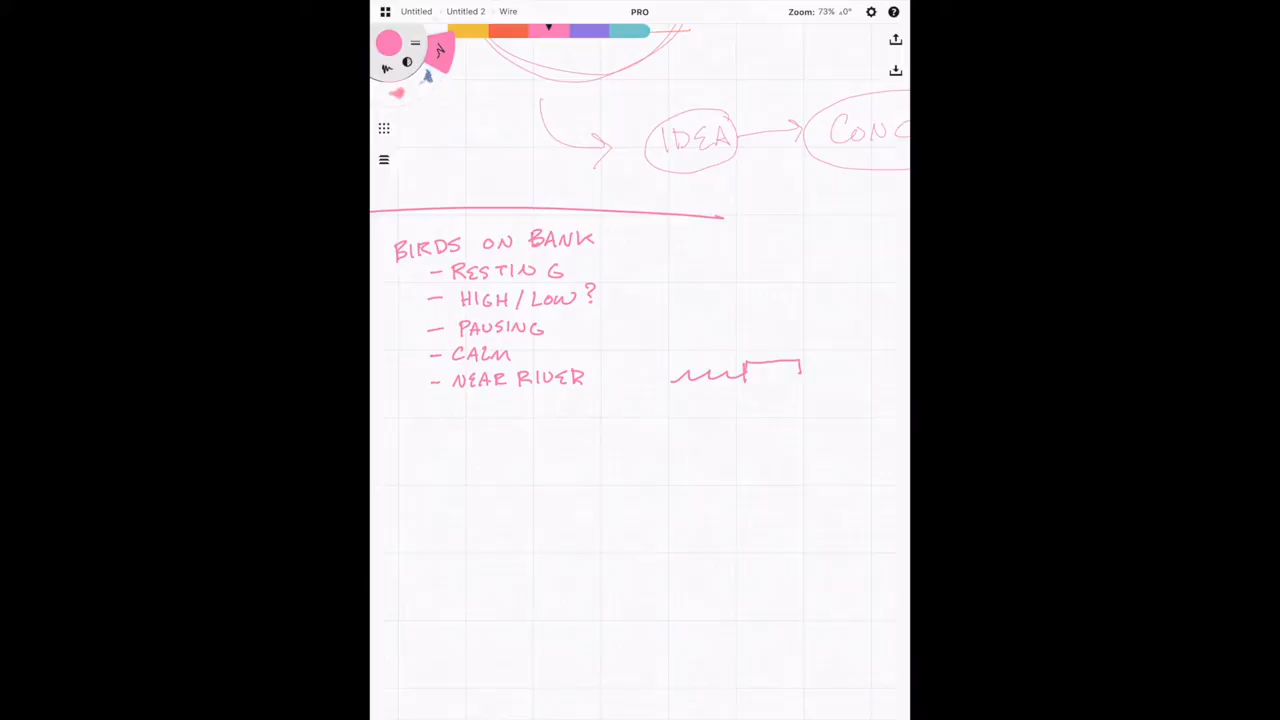 Untitled Untitled 2 Wire PRO Zoom: 73% ⊿0°
IDEA CONC
BIRDS ON BANK
- RESTING
- HIGH/LOW?
- PAUSING
- CALM
- NEAR RIVER